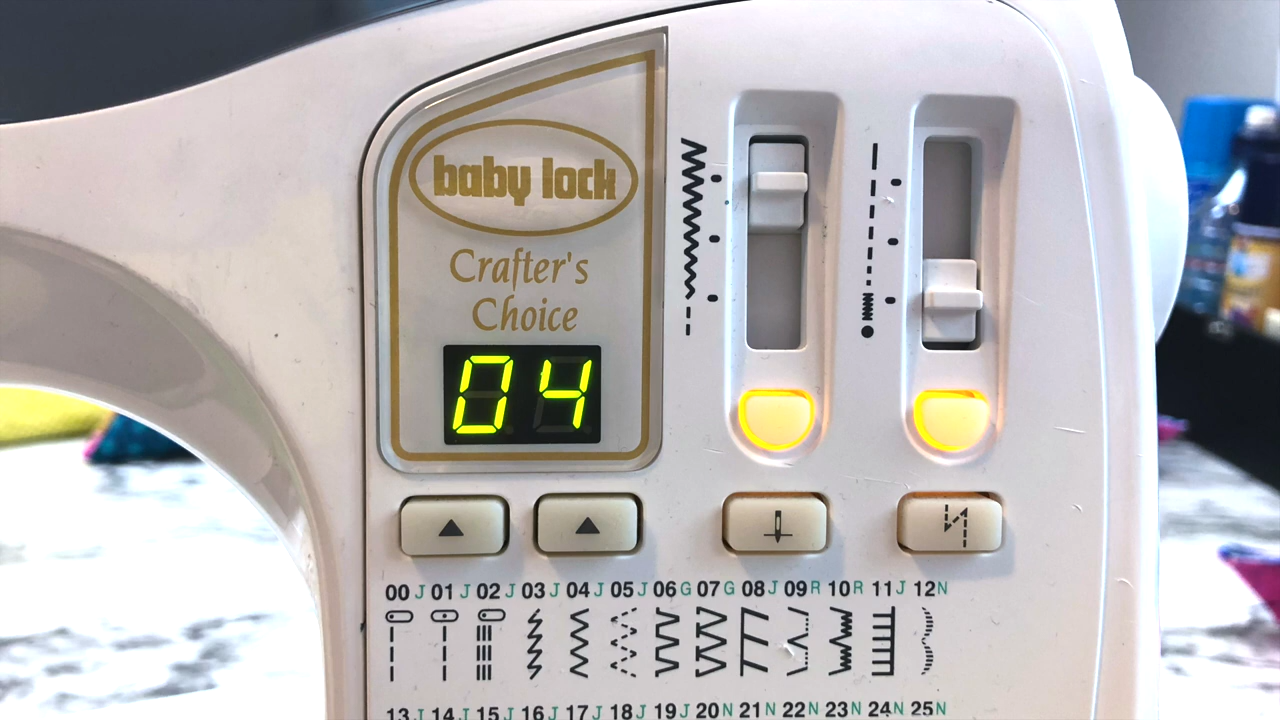 baby lock
Crafter's
Choice
04
00 J 01 J 02 J 03 J 04 J 05 J 06 G 07 G 08 J 09 R 10 R 11 J 12 N
13 J 14 J 15 J 16 J 17 J 18 J 19 J 20 N 21 N 22 N 23 N 24 N 25 N